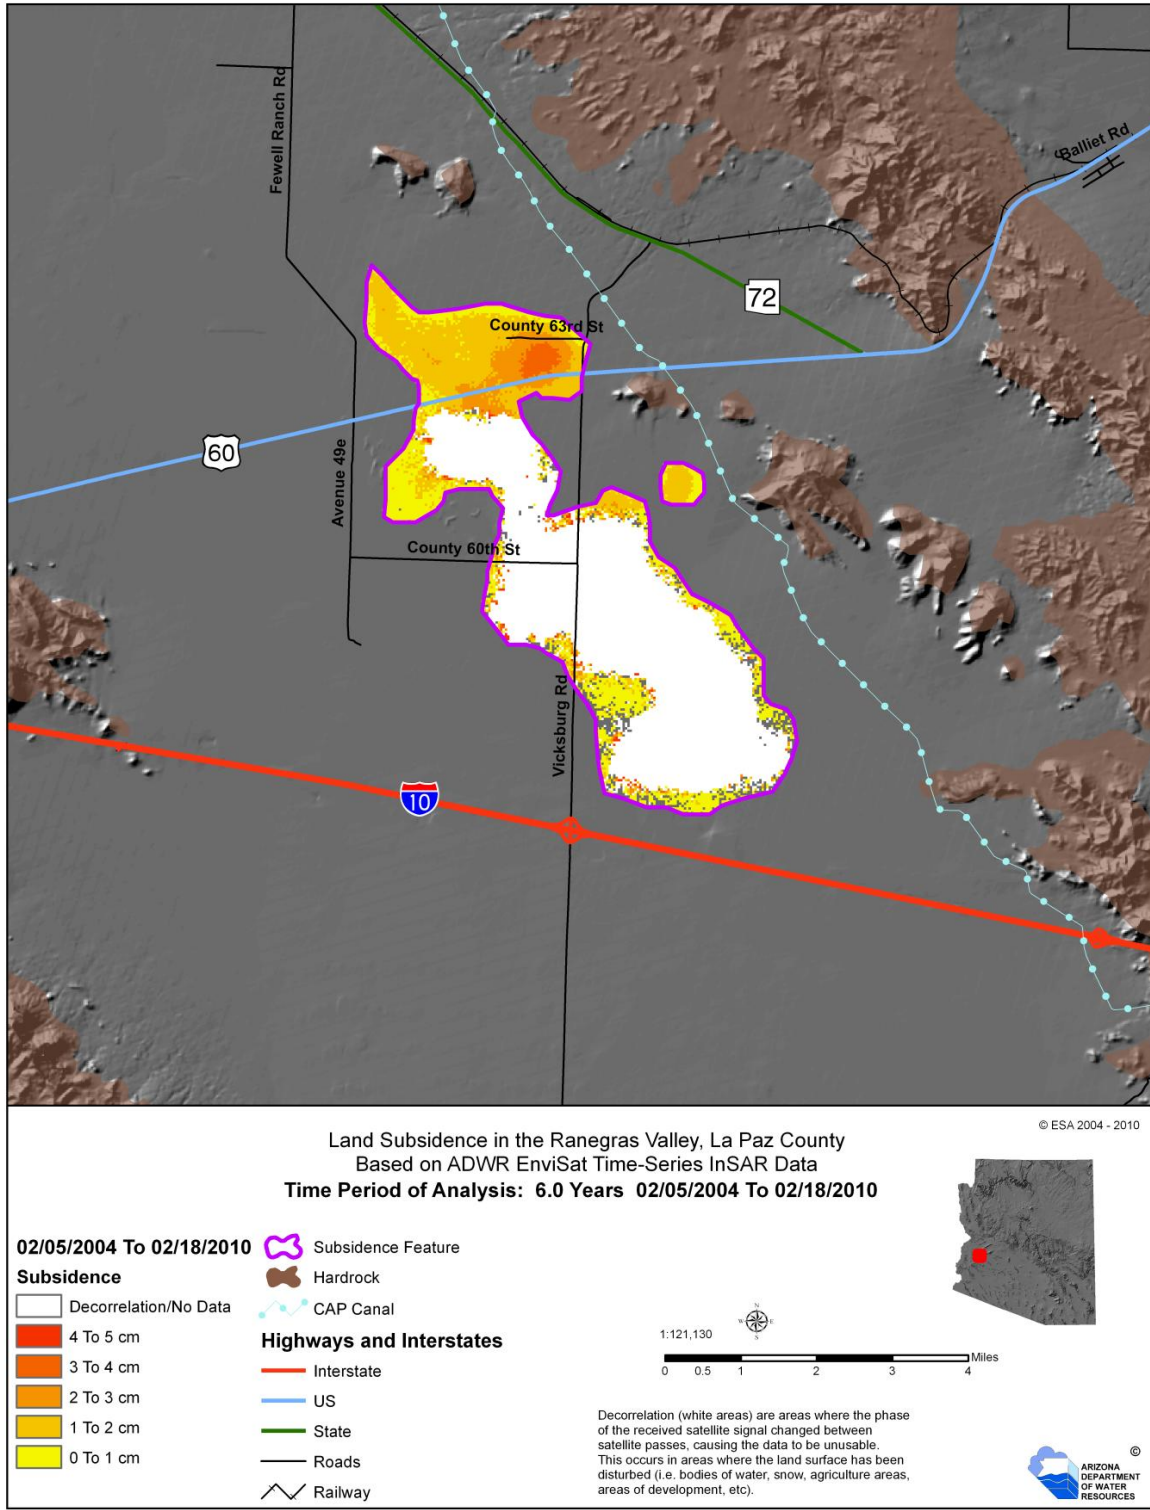 Fewell Ranch Rd
Balliet Rd
72
County 63rd St
60
Avenue 49e
County 60th St
Vicksburg Rd
10
© ESA 2004 - 2010
Land Subsidence in the Ranegras Valley, La Paz County
Based on ADWR EnviSat Time-Series InSAR Data
Time Period of Analysis: 6.0 Years 02/05/2004 To 02/18/2010
02/05/2004 To 02/18/2010
Subsidence
Decorrelation/No Data
4 To 5 cm
3 To 4 cm
2 To 3 cm
1 To 2 cm
0 To 1 cm
Subsidence Feature
Hardrock
CAP Canal
Highways and Interstates
Interstate
US
State
Roads
Railway
N
W E
S
1:121,130
Miles
0 0.5 1 2 3 4
Decorrelation (white areas) are areas where the phase
of the received satellite signal changed between
satellite passes, causing the data to be unusable.
This occurs in areas where the land surface has been
disturbed (i.e. bodies of water, snow, agriculture areas,
areas of development, etc).
©
ARIZONA
DEPARTMENT
OF WATER
RESOURCES